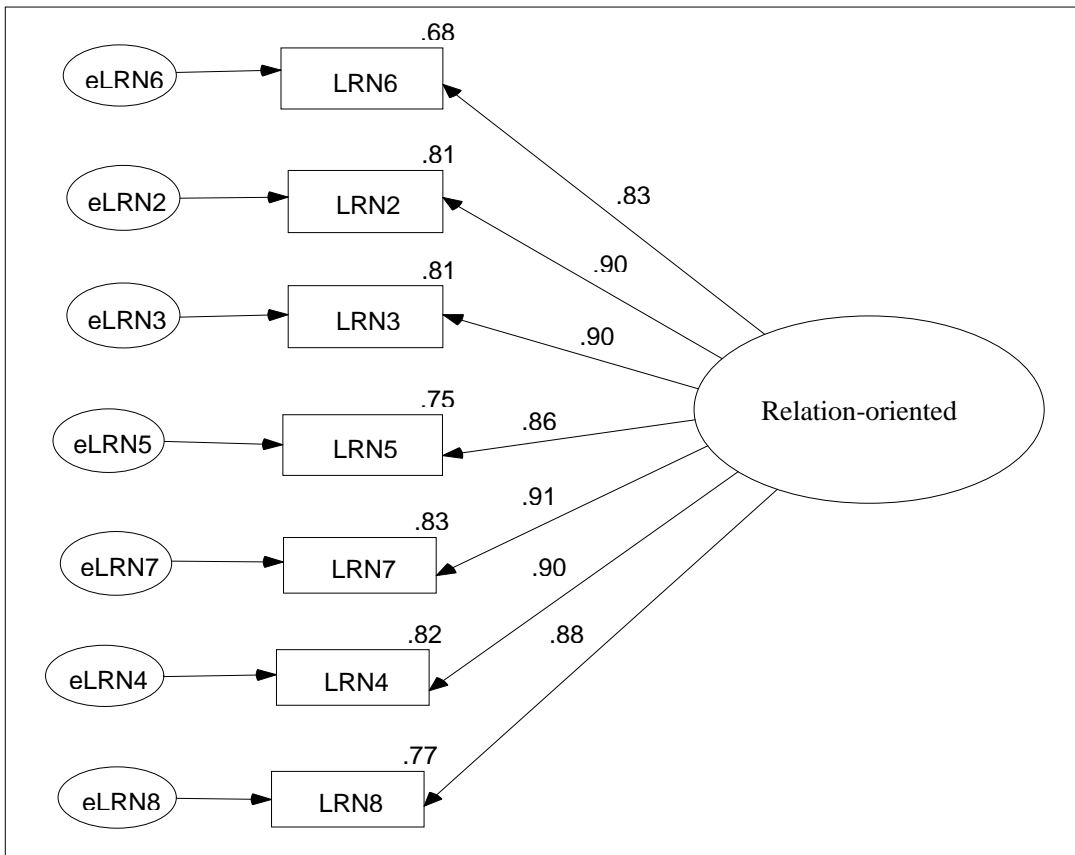 .68
eLRN6
LRN6
.83
.81
eLRN2
LRN2
.90
.81
eLRN3
LRN3
.90
.75
eLRN5
LRN5
.86
Relation-oriented
.91
.83
eLRN7
LRN7
.90
.82
eLRN4
LRN4
.88
.77
eLRN8
LRN8